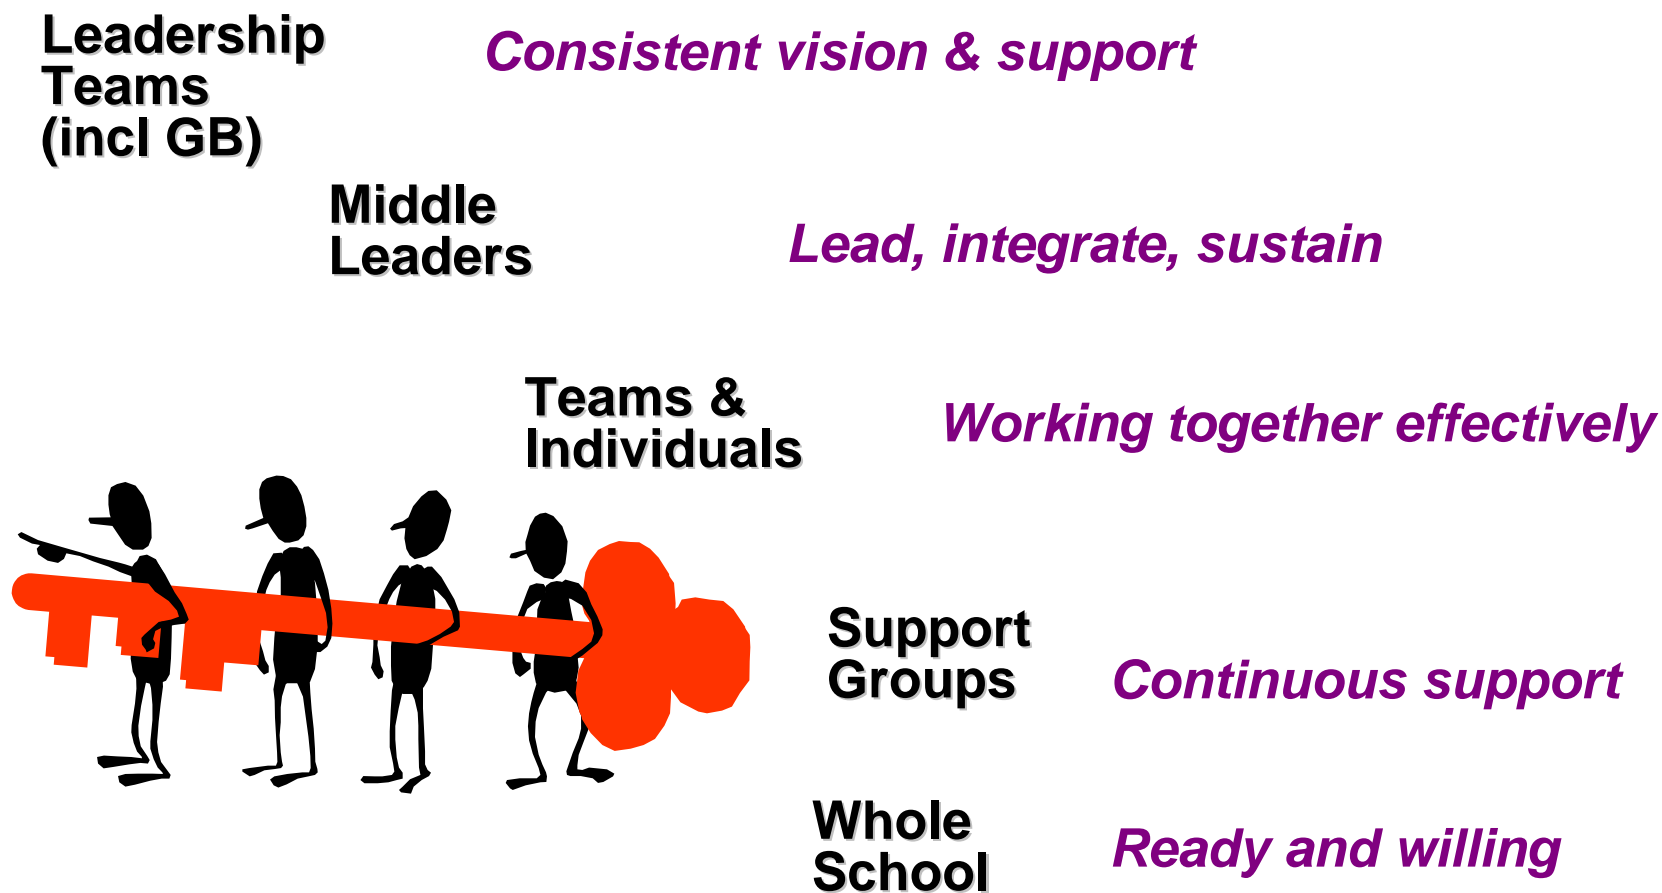 Leadership
Teams
(incl GB)
Consistent vision & support
Middle
Leaders
Lead, integrate, sustain
Teams &
Individuals
Working together effectively
Support
Groups
Continuous support
Whole
School
Ready and willing